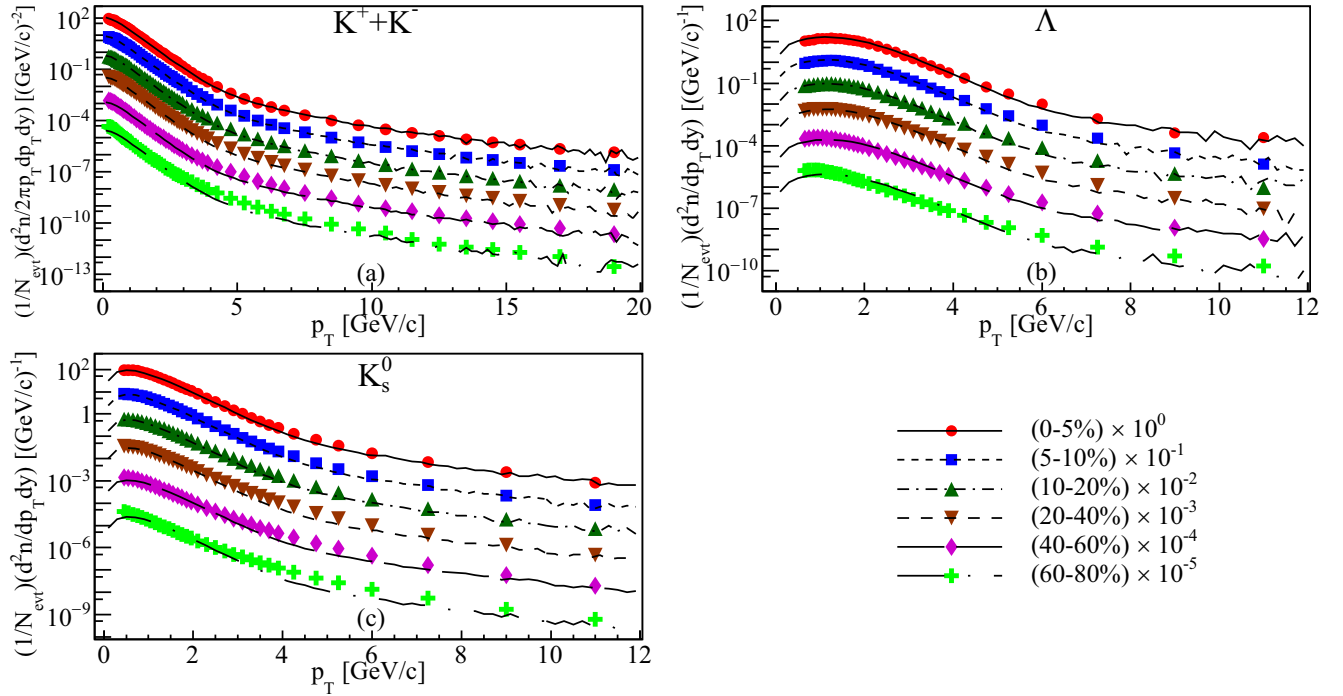 K⁺+K⁻
(1/N_evt)(d²n/2πp_T dp_T dy) [(GeV/c)⁻²]
10²
10⁻¹
10⁻⁴
10⁻⁷
10⁻¹⁰
10⁻¹³
(a)
0 5 10 15 20
p_T [GeV/c]
Λ
(1/N_evt)(d²n/dp_T dy) [(GeV/c)⁻¹]
10²
10⁻¹
10⁻⁴
10⁻⁷
10⁻¹⁰
(b)
0 2 4 6 8 10 12
p_T [GeV/c]
K_s⁰
(1/N_evt)(d²n/dp_T dy) [(GeV/c)⁻¹]
10²
1
10⁻³
10⁻⁶
10⁻⁹
(c)
0 2 4 6 8 10 12
p_T [GeV/c]
(0-5%) × 10⁰
(5-10%) × 10⁻¹
(10-20%) × 10⁻²
(20-40%) × 10⁻³
(40-60%) × 10⁻⁴
(60-80%) × 10⁻⁵